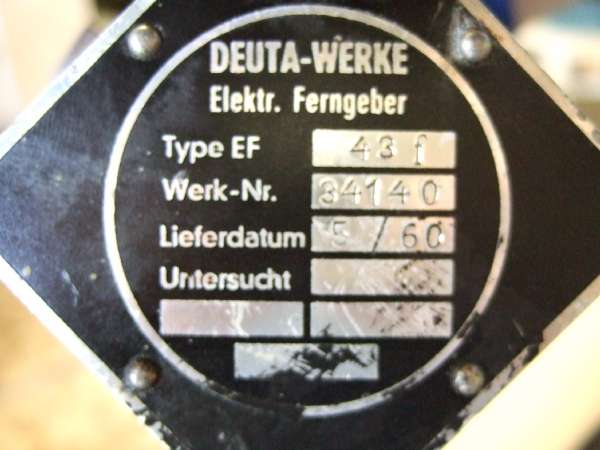 DEUTA-WERKE
Elektr. Ferngeber
Type EF 43 f
Werk-Nr. 34140
Lieferdatum 5/60
Untersucht